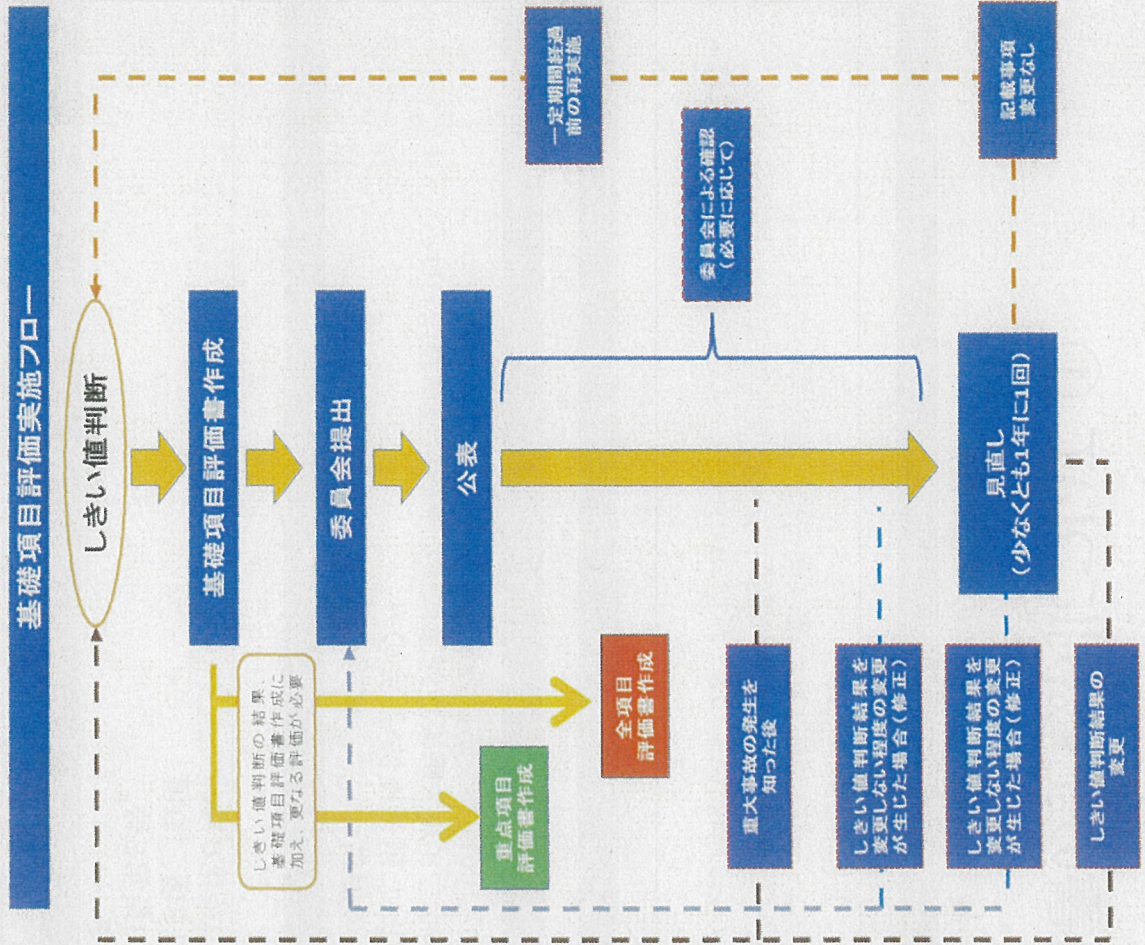 基礎項目評価実施フロー
しきい値判断
基礎項目評価書作成
しきい値判断の結果、
基礎項目評価書作成に
加え、更なる評価が必要
委員会提出
公表
重点項目
評価書作成
全項目
評価書作成
一定期間経過
前の再実施
委員会による確認
（必要に応じて）
重大事故の発生を
知った後
しきい値判断結果を
変更しない程度の変更
が生じた場合（修正）
見直し
（少なくとも1年に1回）
記載事項
変更なし
しきい値判断結果を
変更しない程度の変更
が生じた場合（修正）
しきい値判断結果の
変更